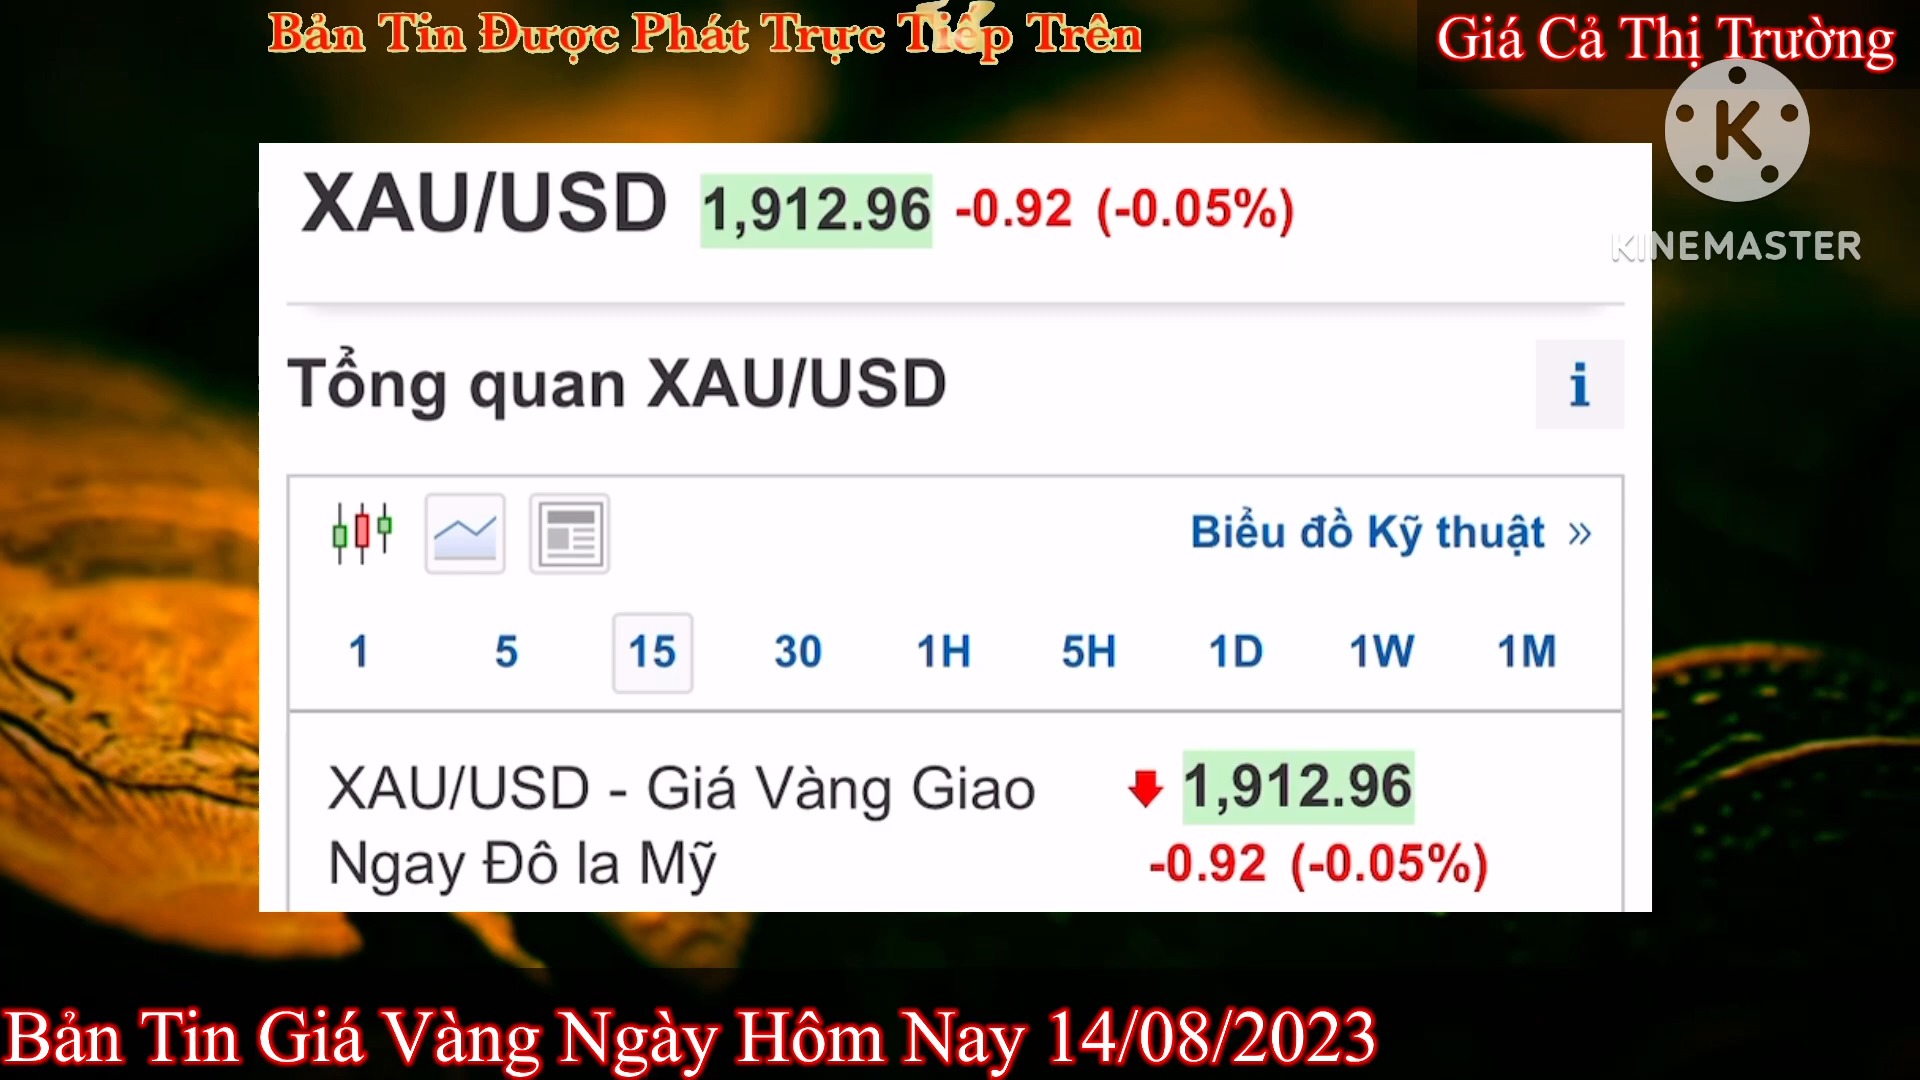 Bản Tin Được Phát Trực Tiếp Trên
Giá Cả Thị Trường
K
KINEMASTER
XAU/USD 1,912.96 -0.92 (-0.05%)
Tổng quan XAU/USD
i
Biểu đồ Kỹ thuật »
1 5 15 30 1H 5H 1D 1W 1M
XAU/USD - Giá Vàng Giao 1,912.96
Ngay Đô la Mỹ -0.92 (-0.05%)
Bản Tin Giá Vàng Ngày Hôm Nay 14/08/2023